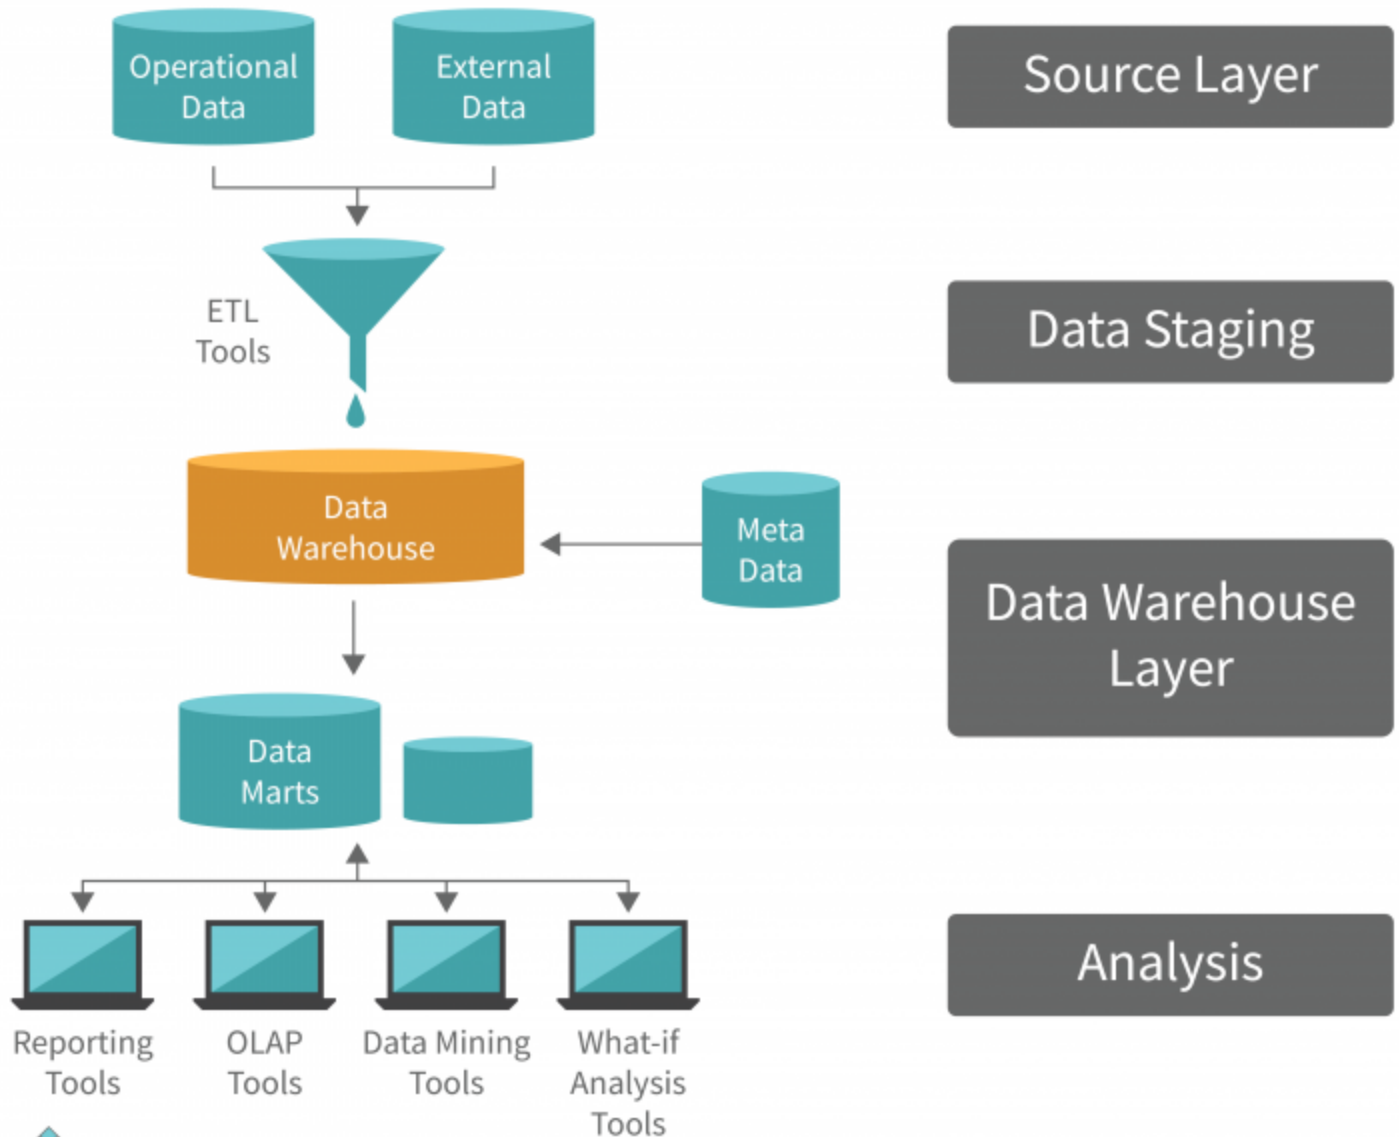 Operational
Data
External
Data
Source Layer
ETL
Tools
Data Staging
Data
Warehouse
Meta
Data
Data Warehouse
Layer
Data
Marts
Analysis
Reporting
Tools
OLAP
Tools
Data Mining
Tools
What-if
Analysis
Tools